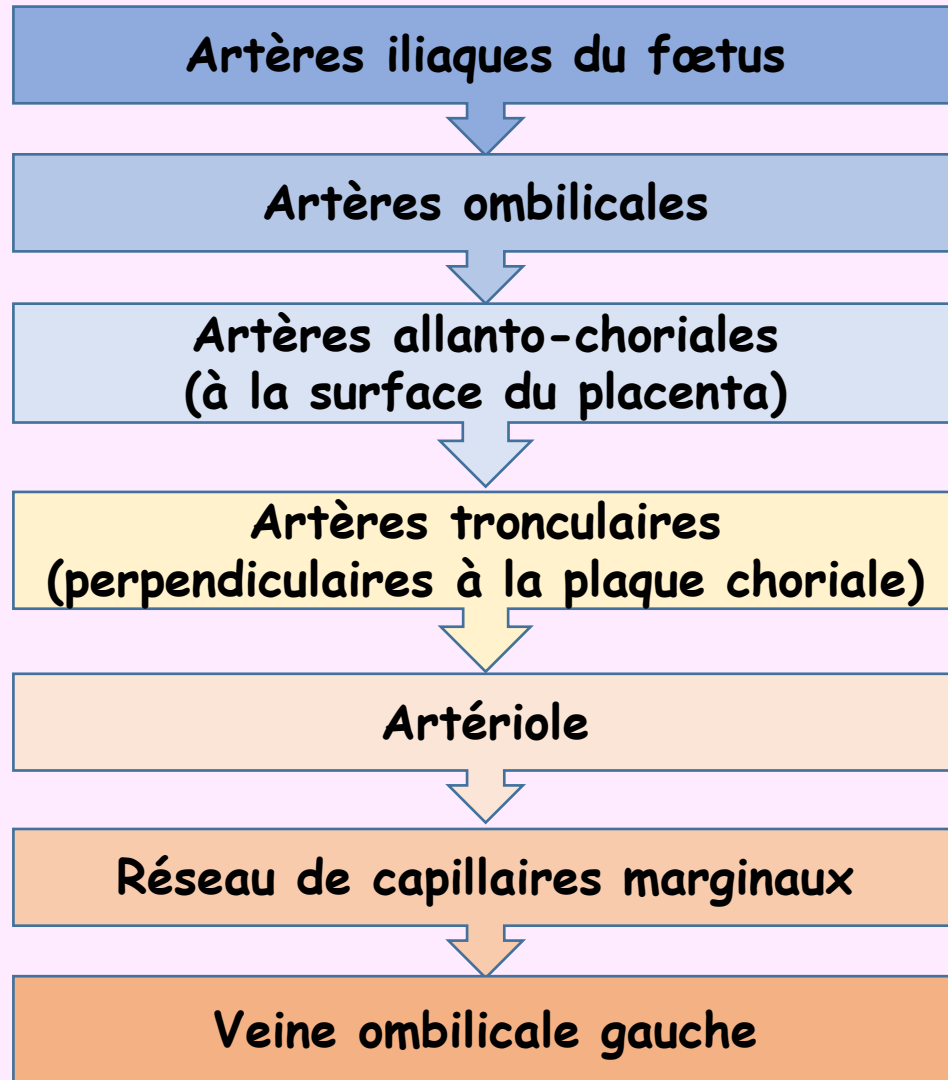 Artères iliaques du fœtus
Artères ombilicales
Artères allanto-choriales
(à la surface du placenta)
Artères tronculaires
(perpendiculaires à la plaque choriale)
Artériole
Réseau de capillaires marginaux
Veine ombilicale gauche